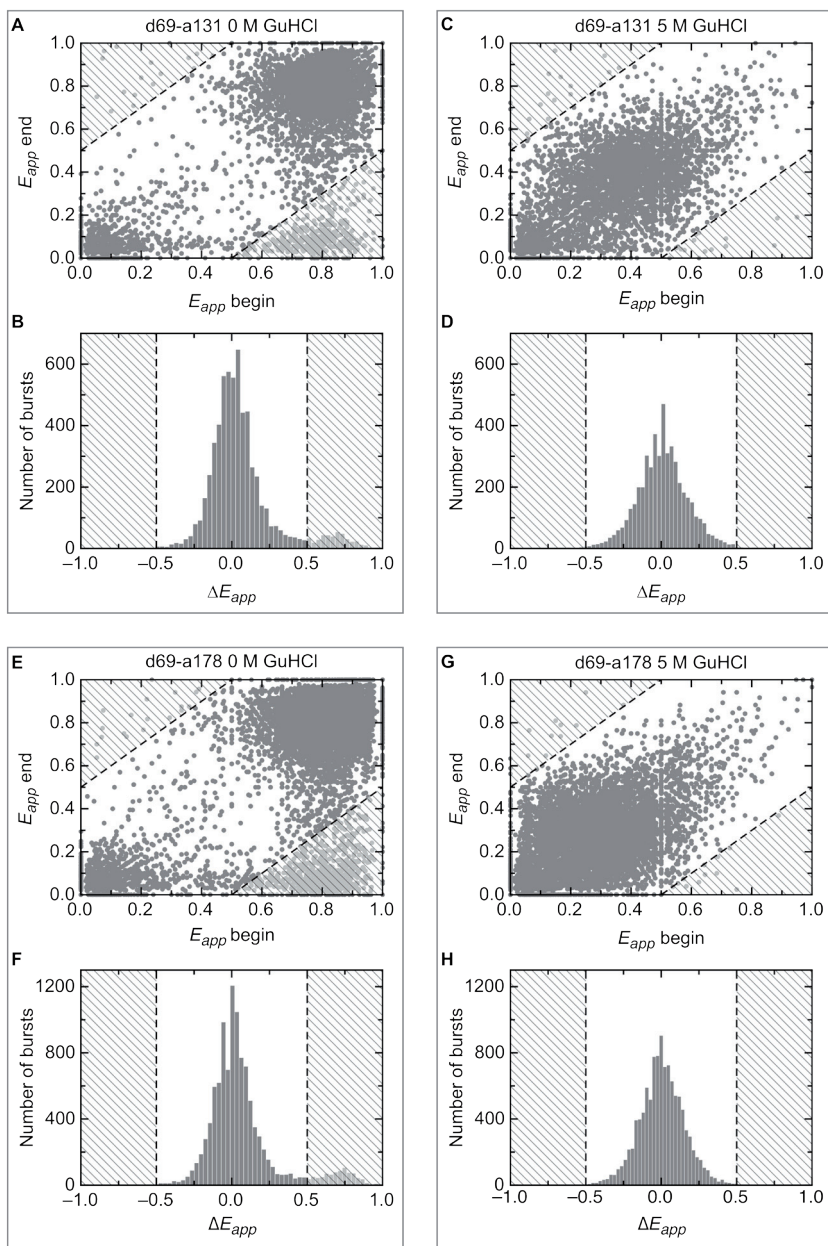 A
d69-a131 0 M GuHCl
1.0
0.8
0.6
0.4
0.2
0.0
E_app end
0.0 0.2 0.4 0.6 0.8 1.0
E_app begin
B
600
400
200
0
Number of bursts
−1.0 −0.5 0.0 0.5 1.0
ΔE_app
C
d69-a131 5 M GuHCl
1.0
0.8
0.6
0.4
0.2
0.0
E_app end
0.0 0.2 0.4 0.6 0.8 1.0
E_app begin
D
600
400
200
0
Number of bursts
−1.0 −0.5 0.0 0.5 1.0
ΔE_app
E
d69-a178 0 M GuHCl
1.0
0.8
0.6
0.4
0.2
0.0
E_app end
0.0 0.2 0.4 0.6 0.8 1.0
E_app begin
F
1200
800
400
0
Number of bursts
−1.0 −0.5 0.0 0.5 1.0
ΔE_app
G
d69-a178 5 M GuHCl
1.0
0.8
0.6
0.4
0.2
0.0
E_app end
0.0 0.2 0.4 0.6 0.8 1.0
E_app begin
H
1200
800
400
0
Number of bursts
−1.0 −0.5 0.0 0.5 1.0
ΔE_app